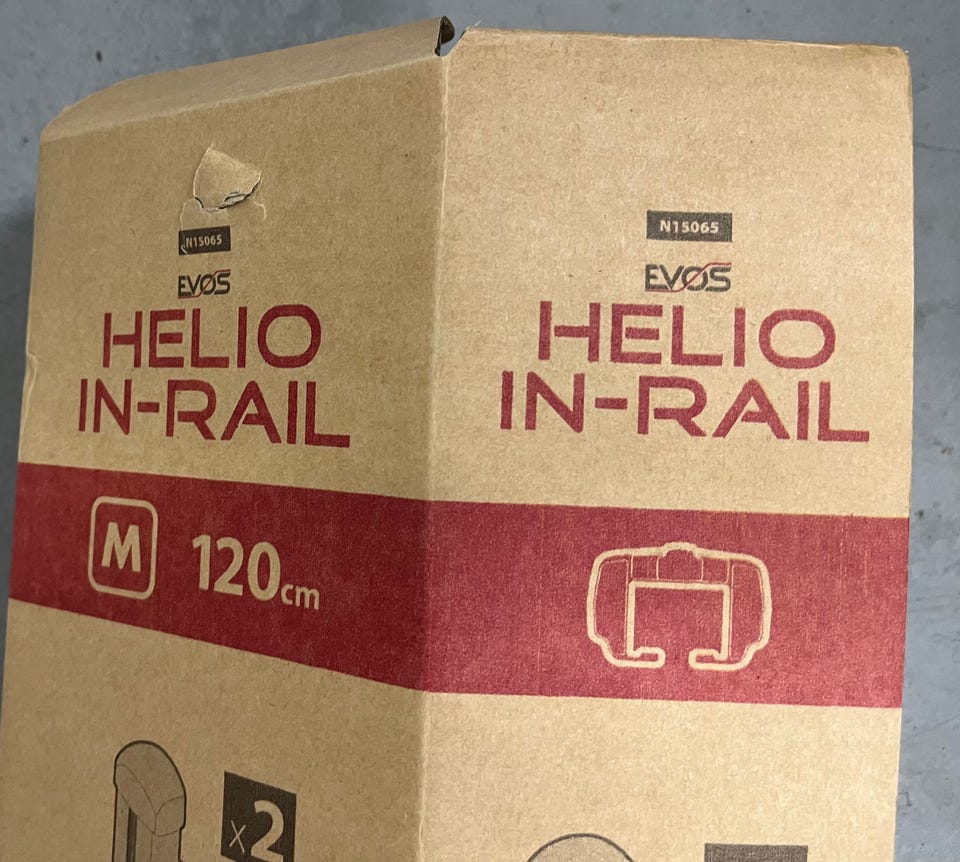 N15065
EVOS
HELIO
IN-RAIL
M 120cm
x2
N15065
EVOS
HELIO
IN-RAIL